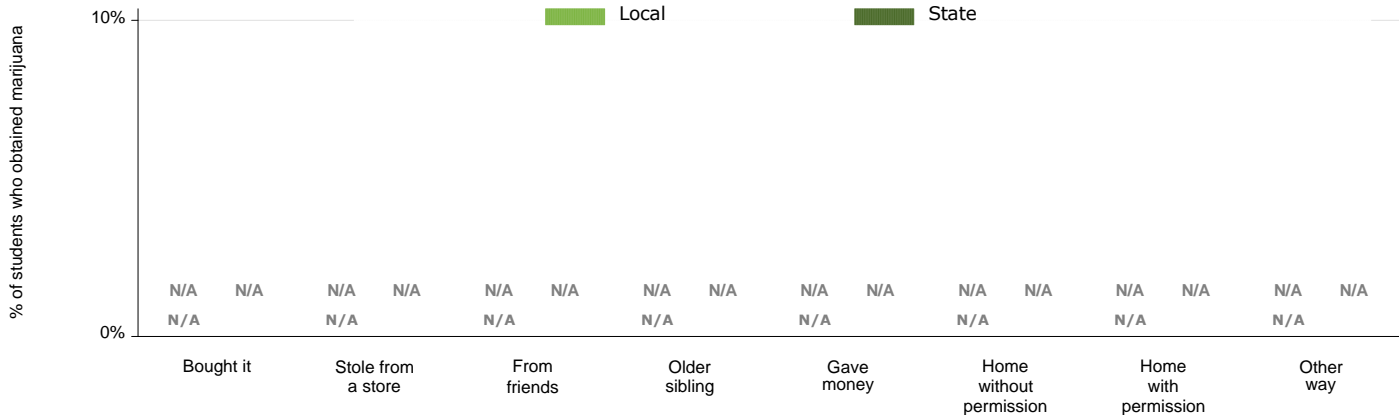 % of students who obtained marijuana
10%
Local State
N/A N/A N/A N/A N/A N/A N/A N/A N/A N/A N/A N/A N/A N/A N/A N/A
N/A N/A N/A N/A N/A N/A N/A N/A
0%
Bought it
Stole from
a store
From
friends
Older
sibling
Gave
money
Home
without
permission
Home
with
permission
Other
way